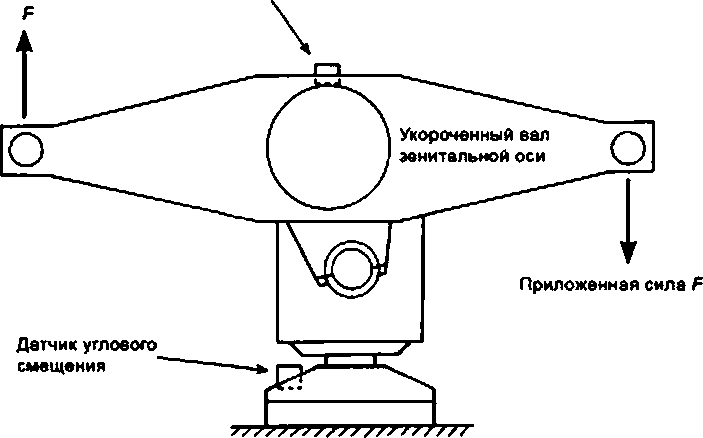 F
Укороченный вал
зенитальной оси
Приложенная сила F
Датчик углового
смещения